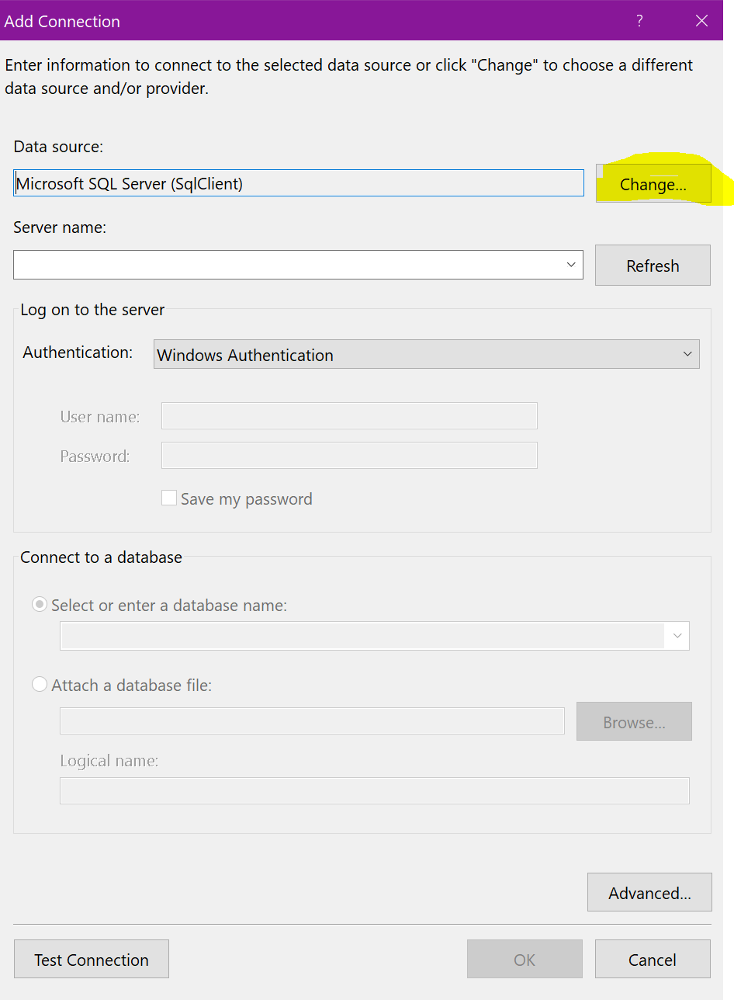 Add Connection
?
Enter information to connect to the selected data source or click "Change" to choose a different
data source and/or provider.
Data source:
Microsoft SQL Server (SqlClient)
Change...
Server name:
Refresh
Log on to the server
Authentication:
Windows Authentication
User name:
Password:
Save my password
Connect to a database
Select or enter a database name:
Attach a database file:
Browse...
Logical name:
Advanced...
Test Connection
OK
Cancel